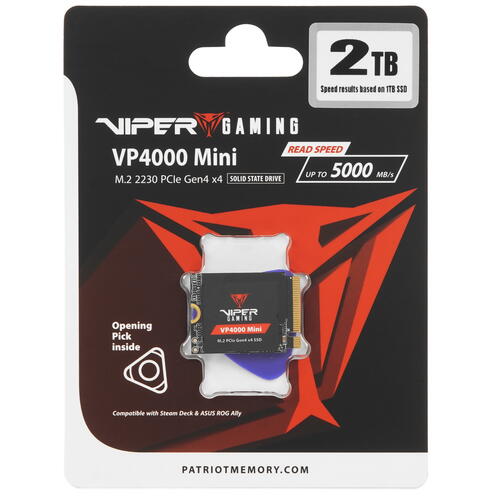 2TB
Speed results based on 1TB SSD
VIPER GAMING
VP4000 Mini
M.2 2230 PCIe Gen4 x4 SOLID STATE DRIVE
READ SPEED
UP TO 5000 MB/s
VIPER
GAMING
VP4000 Mini
M.2 PCIe Gen4 x4 SSD
Opening
Pick
inside
Compatible with Steam Deck & ASUS ROG Ally
PATRIOTMEMORY.COM